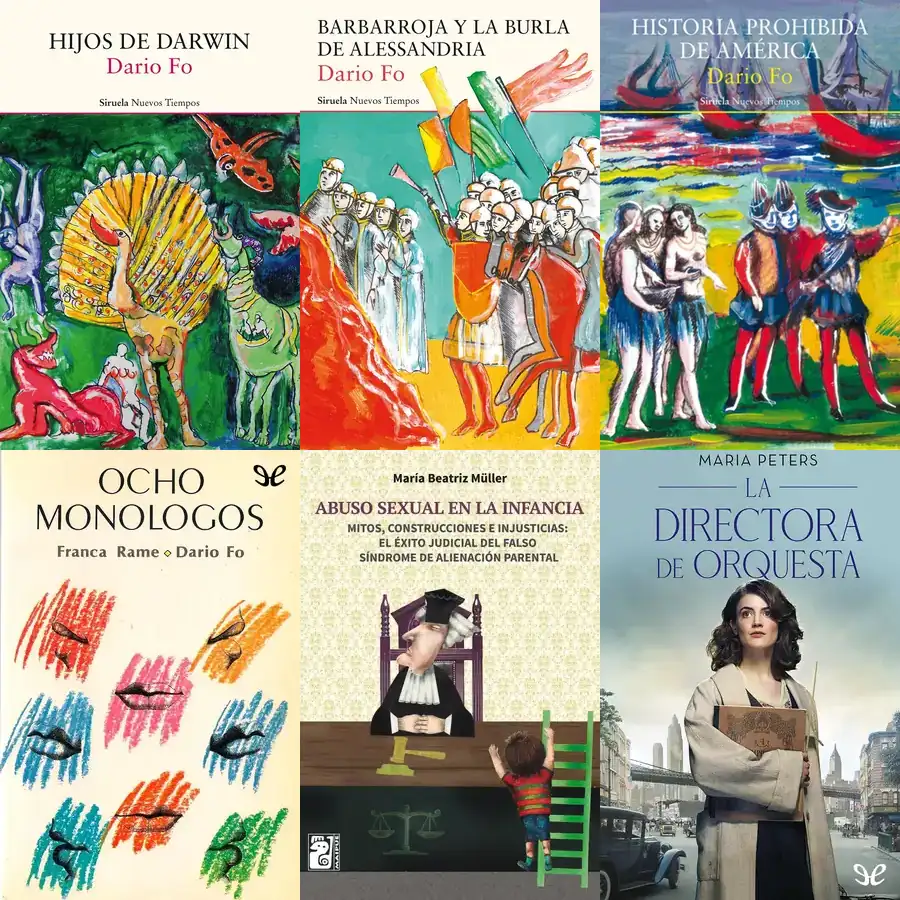 HIJOS DE DARWIN
Dario Fo
Siruela Nuevos Tiempos
BARBARROJA Y LA BURLA
DE ALESSANDRIA
Dario Fo
Siruela Nuevos Tiempos
HISTORIA PROHIBIDA
DE AMÉRICA
Dario Fo
Siruela Nuevos Tiempos
OCHO
MONOLOGOS
Franca Rame Dario Fo
María Beatriz Müller
ABUSO SEXUAL EN LA INFANCIA
MITOS, CONSTRUCCIONES E INJUSTICIAS:
EL ÉXITO JUDICIAL DEL FALSO
SÍNDROME DE ALIENACIÓN PARENTAL
MAIPUE
MARIA PETERS
LA
DIRECTORA
DE ORQUESTA